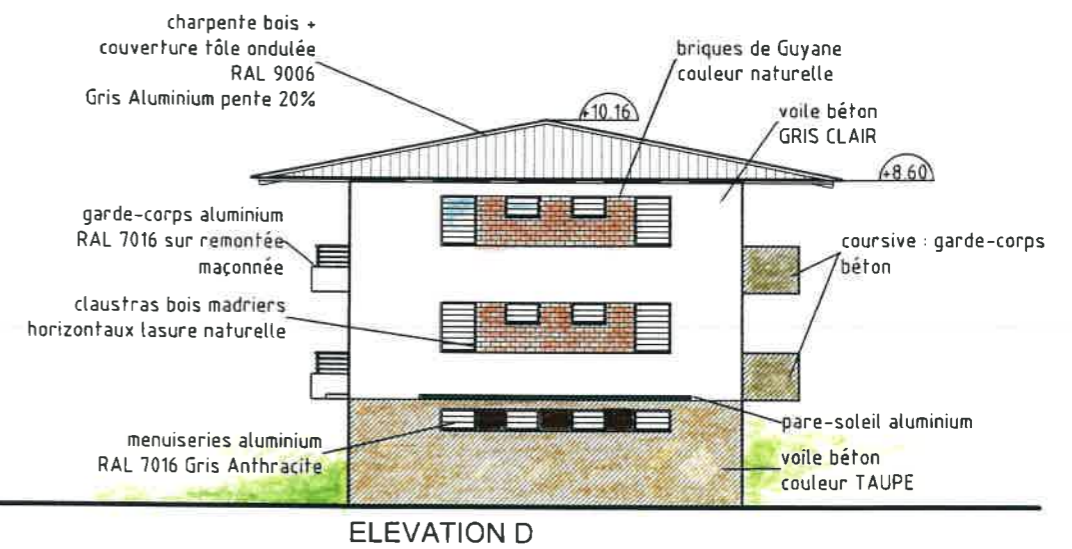 charpente bois +
couverture tôle ondulée
RAL 9006
Gris Aluminium pente 20%
briques de Guyane
couleur naturelle
+10.16
voile béton
GRIS CLAIR
+8.60
garde-corps aluminium
RAL 7016 sur remontée
maçonnée
coursive : garde-corps
béton
claustras bois madriers
horizontaux lasure naturelle
pare-soleil aluminium
menuiseries aluminium
RAL 7016 Gris Anthracite
voile béton
couleur TAUPE
ELEVATION D